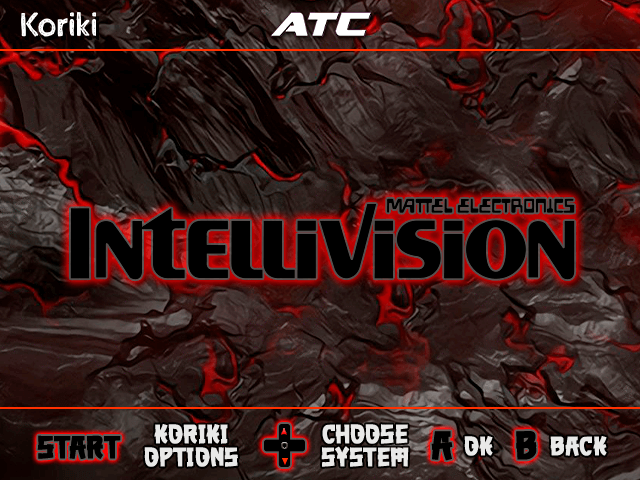 Koriki
ATC
MATTEL ELECTRONICS
INTELLIVISION
START
KORIKI
OPTIONS
CHOOSE
SYSTEM
A OK
B BACK